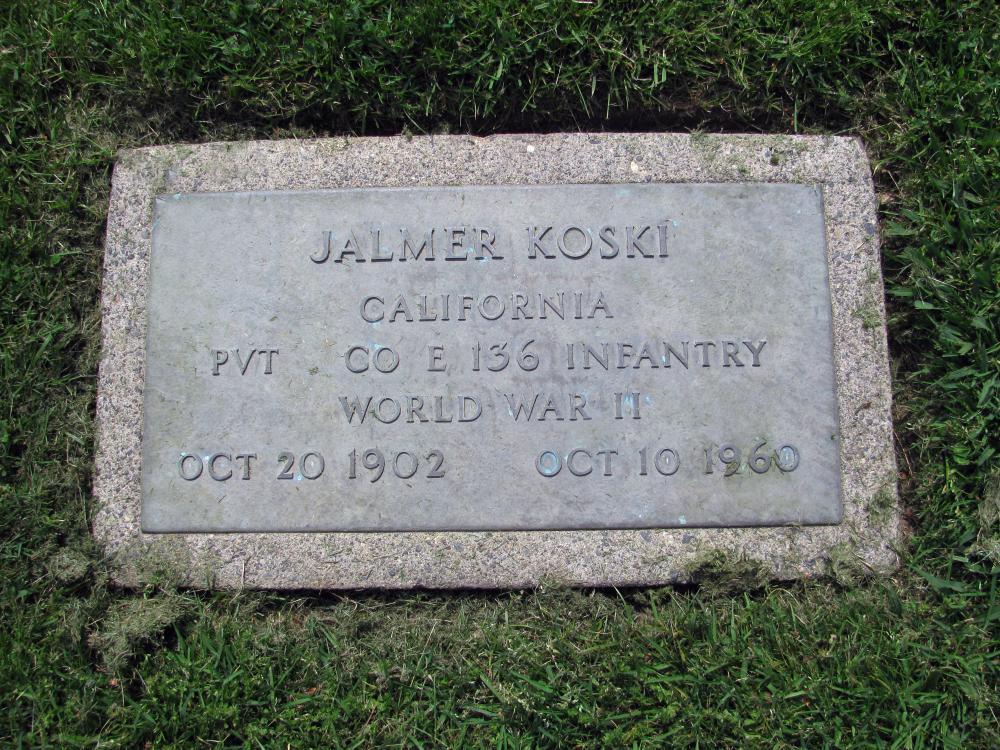 JALMER KOSKI
CALIFORNIA
PVT CO E 136 INFANTRY
WORLD WAR II
OCT 20 1902 OCT 10 1960